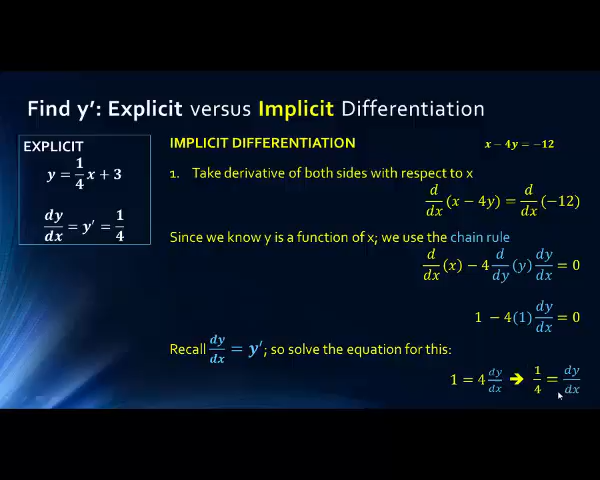 Find y’: Explicit versus Implicit Differentiation
EXPLICIT
y = 1/4 x + 3
dy/dx = y′ = 1/4
IMPLICIT DIFFERENTIATION
x − 4y = −12
1. Take derivative of both sides with respect to x
d/dx (x − 4y) = d/dx (−12)
Since we know y is a function of x; we use the chain rule
d/dx (x) − 4 d/dy (y) dy/dx = 0
1 − 4(1) dy/dx = 0
Recall dy/dx = y′; so solve the equation for this:
1 = 4 dy/dx ➔ 1/4 = dy/dx